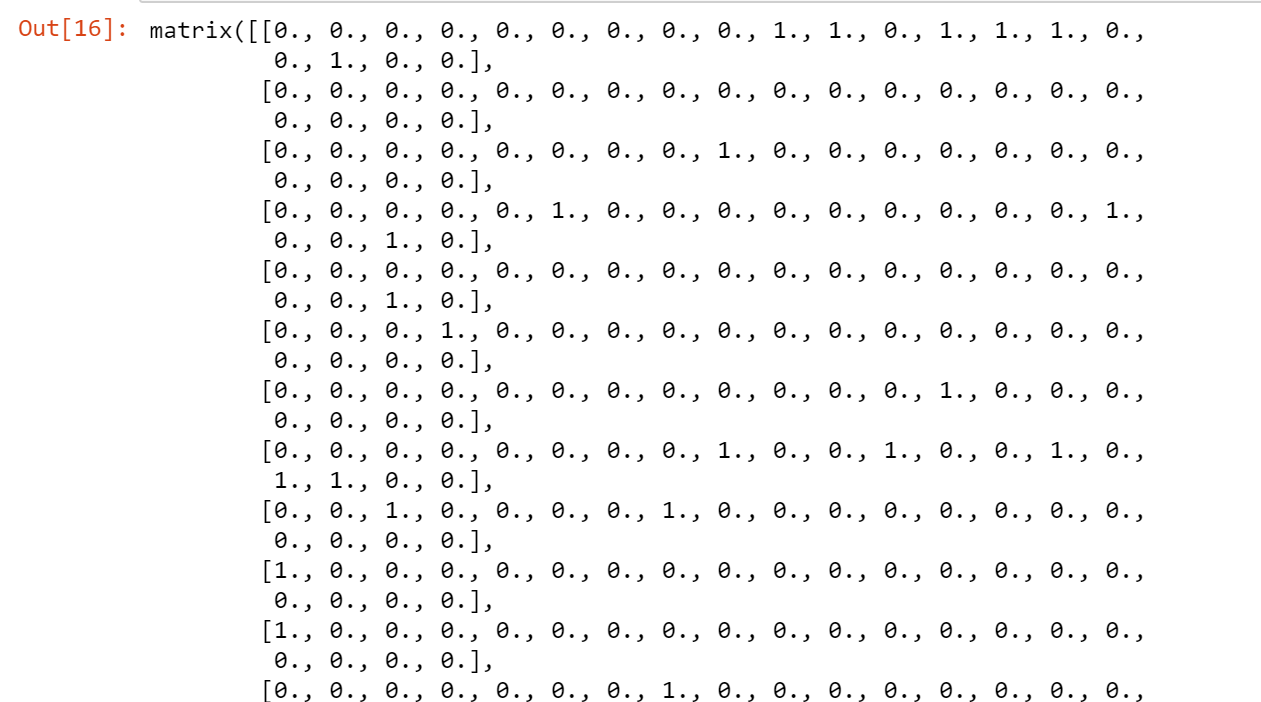 Out[16]: matrix([[0., 0., 0., 0., 0., 0., 0., 0., 0., 1., 1., 0., 1., 1., 1., 0.,
0., 1., 0., 0.],
[0., 0., 0., 0., 0., 0., 0., 0., 0., 0., 0., 0., 0., 0., 0., 0.,
0., 0., 0., 0.],
[0., 0., 0., 0., 0., 0., 0., 0., 1., 0., 0., 0., 0., 0., 0., 0.,
0., 0., 0., 0.],
[0., 0., 0., 0., 0., 1., 0., 0., 0., 0., 0., 0., 0., 0., 0., 1.,
0., 0., 1., 0.],
[0., 0., 0., 0., 0., 0., 0., 0., 0., 0., 0., 0., 0., 0., 0., 0.,
0., 0., 1., 0.],
[0., 0., 0., 1., 0., 0., 0., 0., 0., 0., 0., 0., 0., 0., 0., 0.,
0., 0., 0., 0.],
[0., 0., 0., 0., 0., 0., 0., 0., 0., 0., 0., 0., 1., 0., 0., 0.,
0., 0., 0., 0.],
[0., 0., 0., 0., 0., 0., 0., 0., 1., 0., 0., 1., 0., 0., 1., 0.,
1., 1., 0., 0.],
[0., 0., 1., 0., 0., 0., 0., 1., 0., 0., 0., 0., 0., 0., 0., 0.,
0., 0., 0., 0.],
[1., 0., 0., 0., 0., 0., 0., 0., 0., 0., 0., 0., 0., 0., 0., 0.,
0., 0., 0., 0.],
[1., 0., 0., 0., 0., 0., 0., 0., 0., 0., 0., 0., 0., 0., 0., 0.,
0., 0., 0., 0.],
[0., 0., 0., 0., 0., 0., 0., 1., 0., 0., 0., 0., 0., 0., 0., 0.,